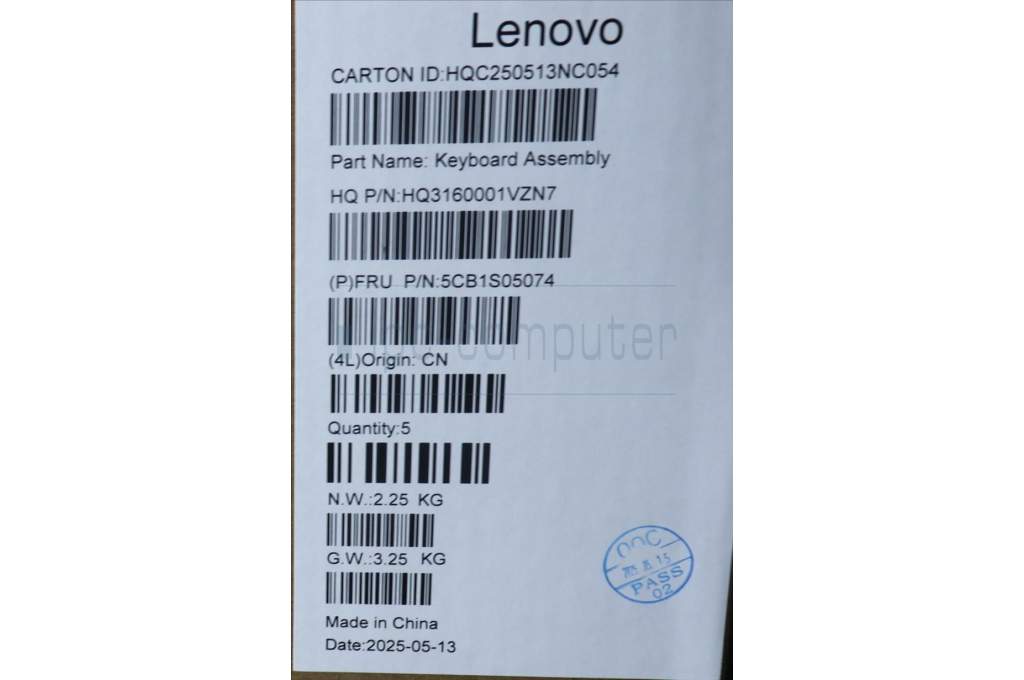 Lenovo
CARTON ID:HQC250513NC054
Part Name: Keyboard Assembly
HQ P/N:HQ3160001VZN7
(P)FRU P/N:5CB1S05074
computer
(4L)Origin: CN
Quantity:5
N.W.:2.25 KG
G.W.:3.25 KG
PASS
02
Made in China
Date:2025-05-13